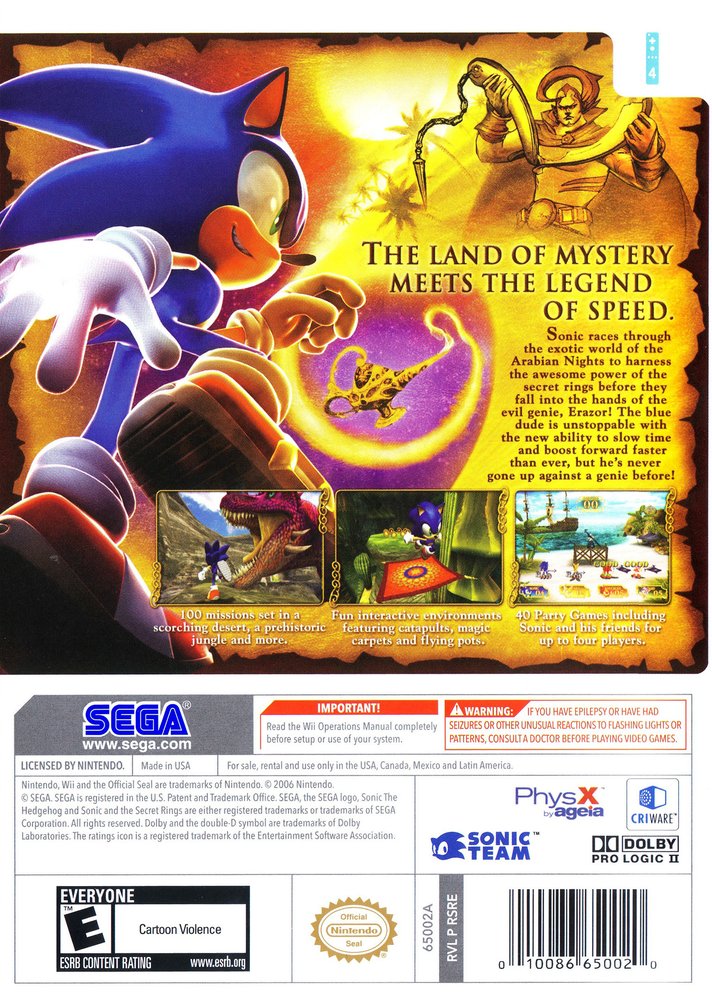 4
THE LAND OF MYSTERY
MEETS THE LEGEND
OF SPEED.
Sonic races through
the exotic world of the
Arabian Nights to harness
the awesome power of the
secret rings before they
fall into the hands of the
evil genie, Erazor! The blue
dude is unstoppable with
the new ability to slow time
and boost forward faster
than ever, but he's never
gone up against a genie before!
100 missions set in a
scorching desert, a prehistoric
jungle and more.
Fun interactive environments
featuring catapults, magic
carpets and flying pots.
40 Party Games including
Sonic and his friends for
up to four players.
SEGA®
www.sega.com
IMPORTANT!
Read the Wii Operations Manual completely
before setup or use of your system.
WARNING: IF YOU HAVE EPILEPSY OR HAVE HAD
SEIZURES OR OTHER UNUSUAL REACTIONS TO FLASHING LIGHTS OR
PATTERNS, CONSULT A DOCTOR BEFORE PLAYING VIDEO GAMES.
LICENSED BY NINTENDO. Made in USA For sale, rental and use only in the USA, Canada, Mexico and Latin America.
Nintendo, Wii and the Official Seal are trademarks of Nintendo. © 2006 Nintendo.
© SEGA. SEGA is registered in the U.S. Patent and Trademark Office. SEGA, the SEGA logo, Sonic The
Hedgehog and Sonic and the Secret Rings are either registered trademarks or trademarks of SEGA
Corporation. All rights reserved. Dolby and the double-D symbol are trademarks of Dolby
Laboratories. The ratings icon is a registered trademark of the Entertainment Software Association.
PhysX™
by ageia
CRIWARE™
SONIC
TEAM™
DOLBY
PRO LOGIC II
EVERYONE
E™
Cartoon Violence
ESRB CONTENT RATING www.esrb.org
Official
Nintendo®
Seal
65002A
RVL P RSRE
0 10086 65002 0